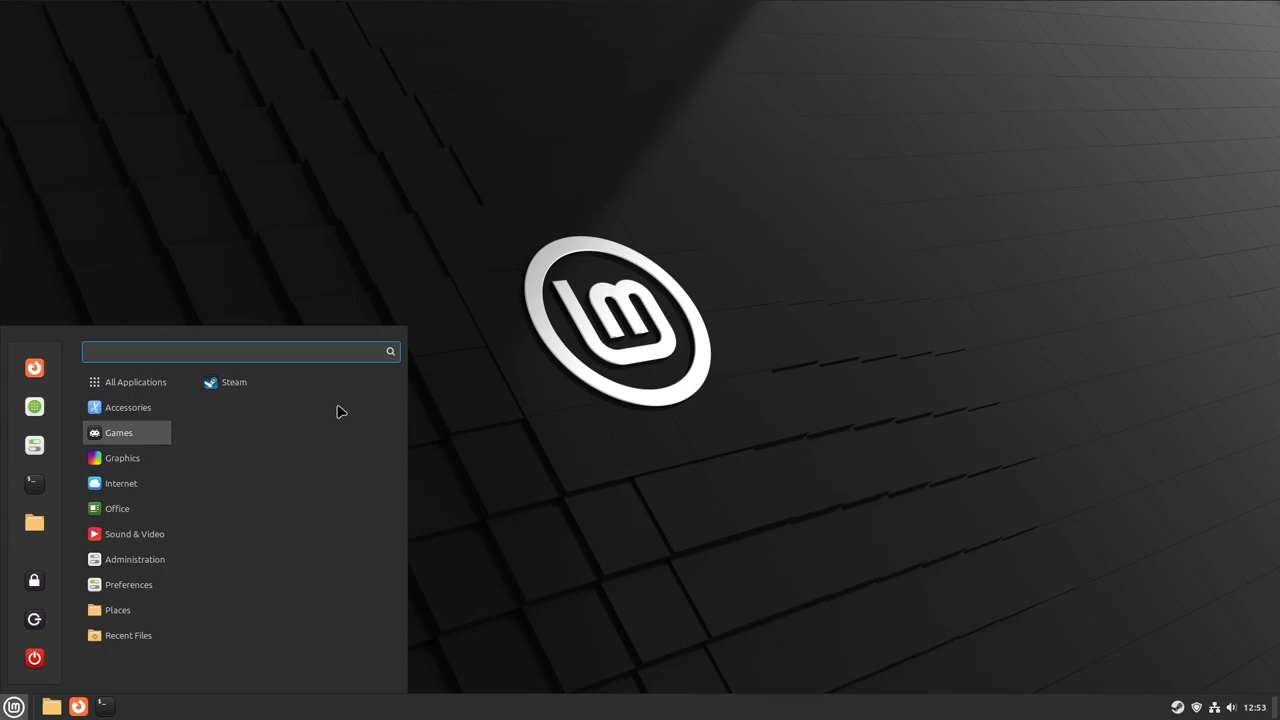 All Applications
Steam
Accessories
Games
Graphics
Internet
Office
Sound & Video
Administration
Preferences
Places
Recent Files
12:53